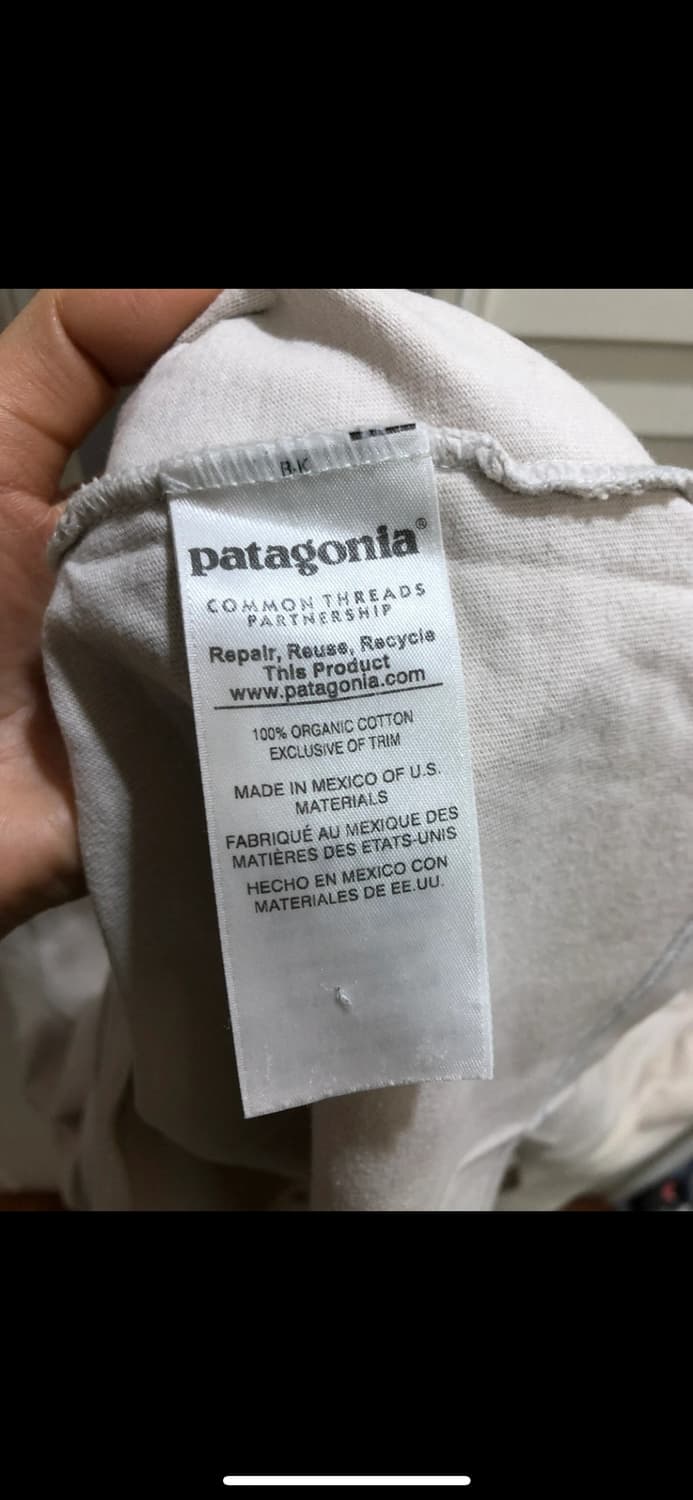 patagonia®
COMMON THREADS
PARTNERSHIP
Repair, Reuse, Recycle
This Product
www.patagonia.com
100% ORGANIC COTTON
EXCLUSIVE OF TRIM
MADE IN MEXICO OF U.S.
MATERIALS
FABRIQUÉ AU MEXIQUE DES
MATIÈRES DES ETATS-UNIS
HECHO EN MEXICO CON
MATERIALES DE EE.UU.